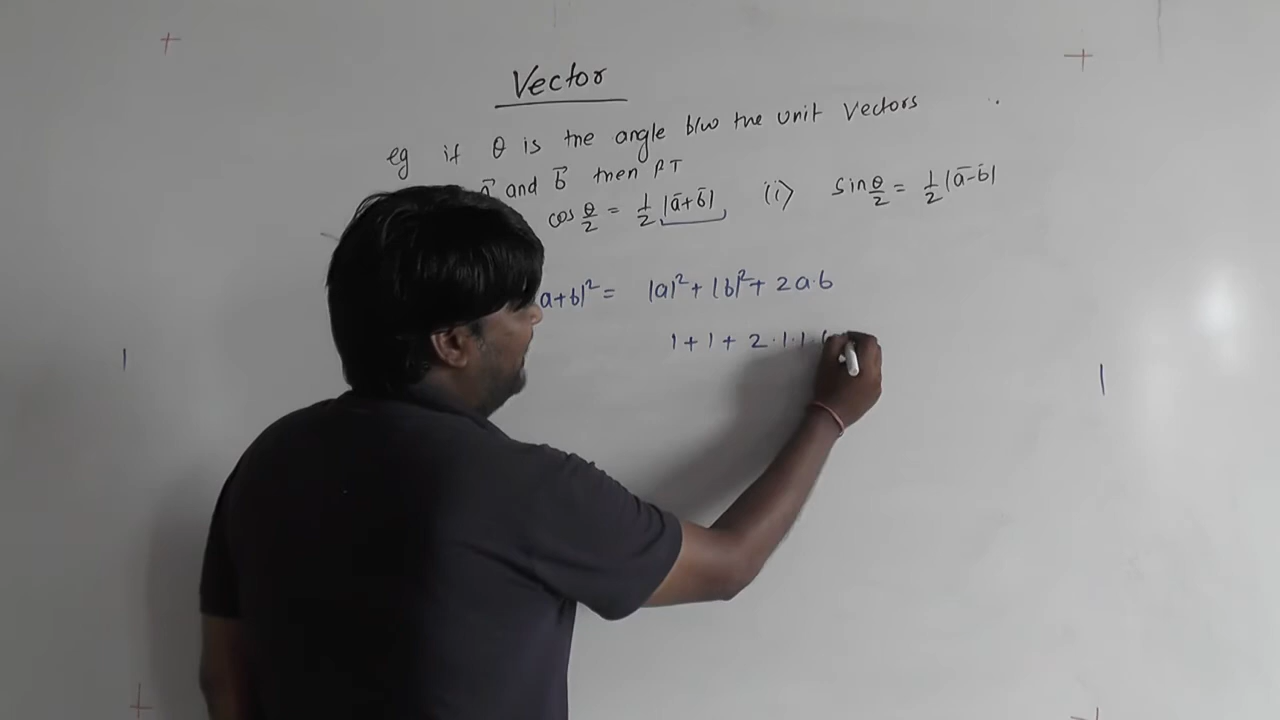 Vector
eg if θ is the angle b/w the unit vectors
a⃗ and b⃗ then PT
cos θ/2 = 1/2 |a̅+b̅| (i) sin θ/2 = 1/2 |a̅-b̅|
a+b|² = |a|² + |b|² + 2a·b
1 + 1 + 2·1·1·